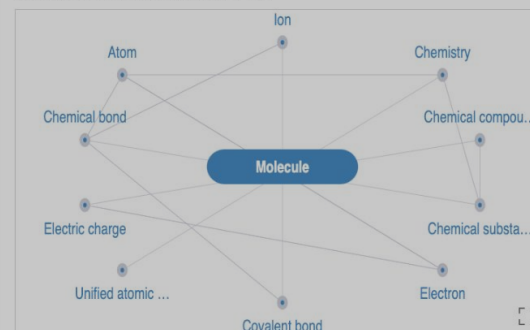 Ion
Atom
Chemistry
Chemical bond
Chemical compou...
Molecule
Electric charge
Chemical substa...
Unified atomic ...
Electron
Covalent bond